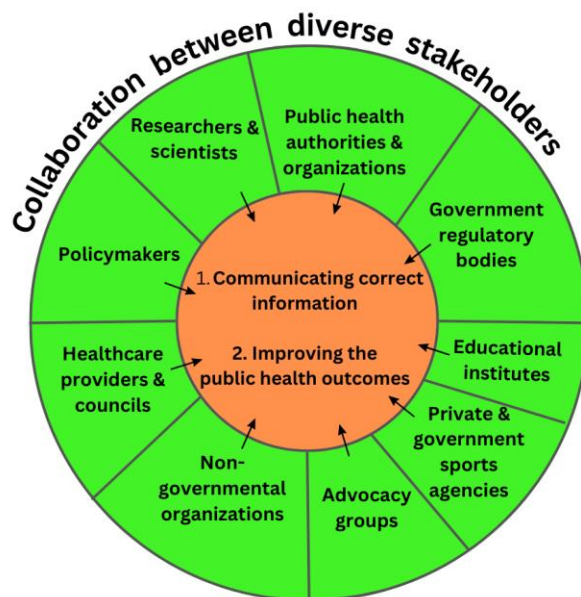 Collaboration between diverse stakeholders
Researchers &
scientists
Public health
authorities &
organizations
Government
regulatory
bodies
Policymakers
1. Communicating correct
information
2. Improving the
public health outcomes
Healthcare
providers &
councils
Educational
institutes
Private &
government
sports
agencies
Non-
governmental
organizations
Advocacy
groups